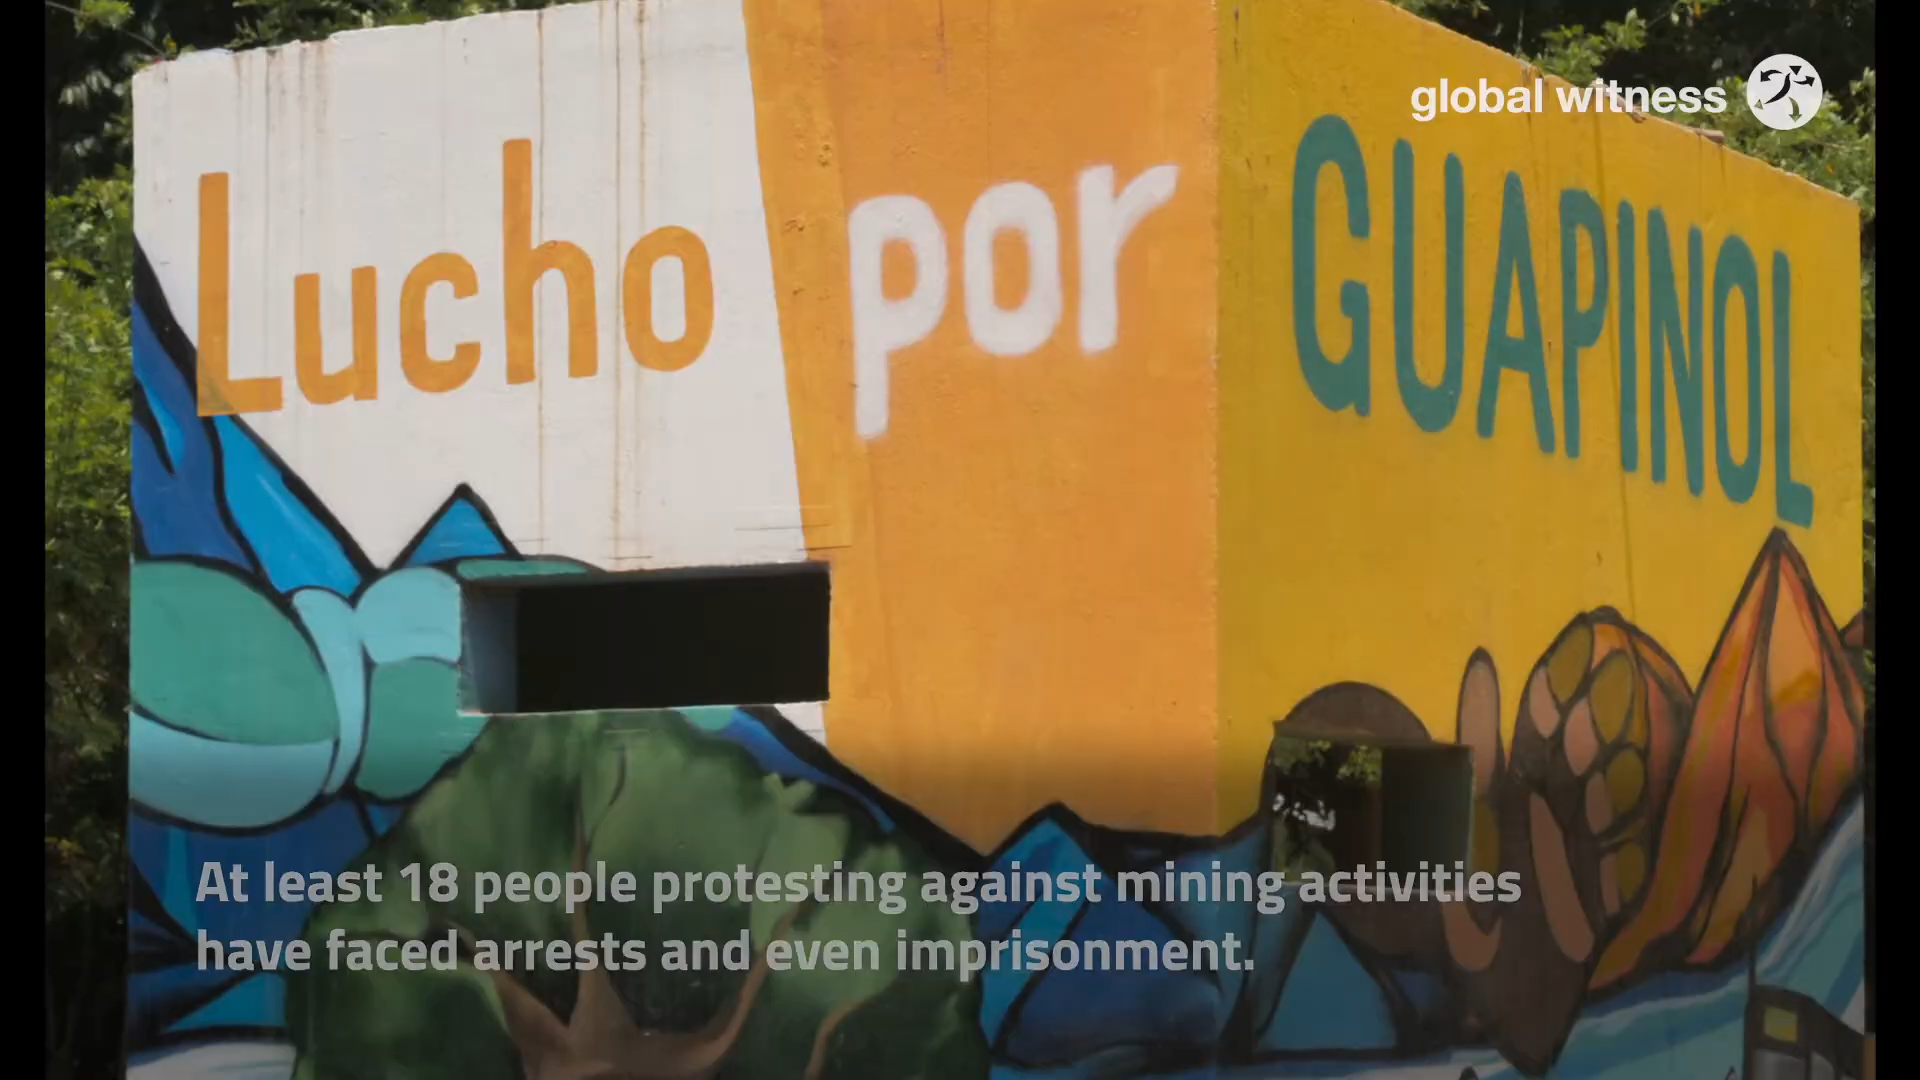 global witness
Lucho por GUAPINOL
At least 18 people protesting against mining activities
have faced arrests and even imprisonment.